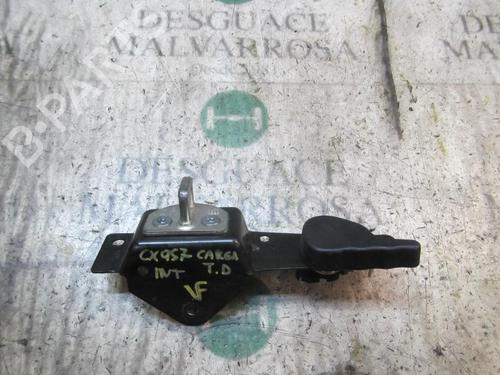 DESGUACE
MALVARROSA
B-PARTS
DESGUACE
MALVARROSA
CX957 CARGA
INT T.D
VF